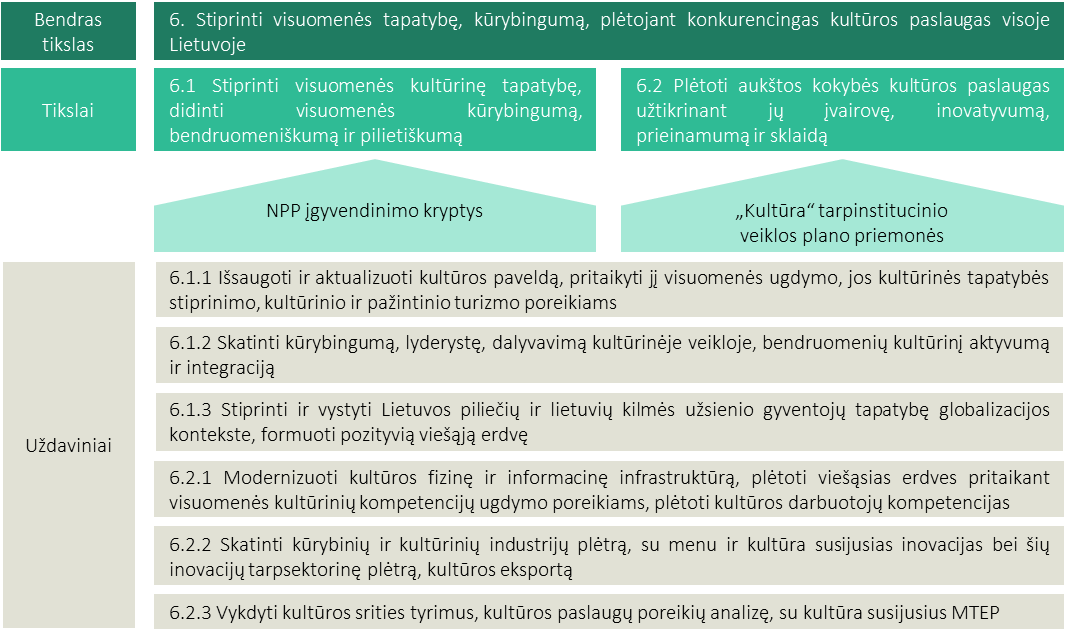 Bendras
tikslas
6. Stiprinti visuomenės tapatybę, kūrybingumą, plėtojant konkurencingas kultūros paslaugas visoje
Lietuvoje
Tikslai
6.1 Stiprinti visuomenės kultūrinę tapatybę,
didinti visuomenės kūrybingumą,
bendruomeniškumą ir pilietiškumą
6.2 Plėtoti aukštos kokybės kultūros paslaugas
užtikrinant jų įvairovę, inovatyvumą,
prieinamumą ir sklaidą
NPP įgyvendinimo kryptys
„Kultūra“ tarpinstitucinio
veiklos plano priemonės
Uždaviniai
6.1.1 Išsaugoti ir aktualizuoti kultūros paveldą, pritaikyti jį visuomenės ugdymo, jos kultūrinės tapatybės
stiprinimo, kultūrinio ir pažintinio turizmo poreikiams
6.1.2 Skatinti kūrybingumą, lyderystę, dalyvavimą kultūrinėje veikloje, bendruomenių kultūrinį aktyvumą
ir integraciją
6.1.3 Stiprinti ir vystyti Lietuvos piliečių ir lietuvių kilmės užsienio gyventojų tapatybę globalizacijos
kontekste, formuoti pozityvią viešąją erdvę
6.2.1 Modernizuoti kultūros fizinę ir informacinę infrastruktūrą, plėtoti viešąsias erdves pritaikant
visuomenės kultūrinių kompetencijų ugdymo poreikiams, plėtoti kultūros darbuotojų kompetencijas
6.2.2 Skatinti kūrybinių ir kultūrinių industrijų plėtrą, su menu ir kultūra susijusias inovacijas bei šių
inovacijų tarpsektorinę plėtrą, kultūros eksportą
6.2.3 Vykdyti kultūros srities tyrimus, kultūros paslaugų poreikių analizę, su kultūra susijusius MTEP